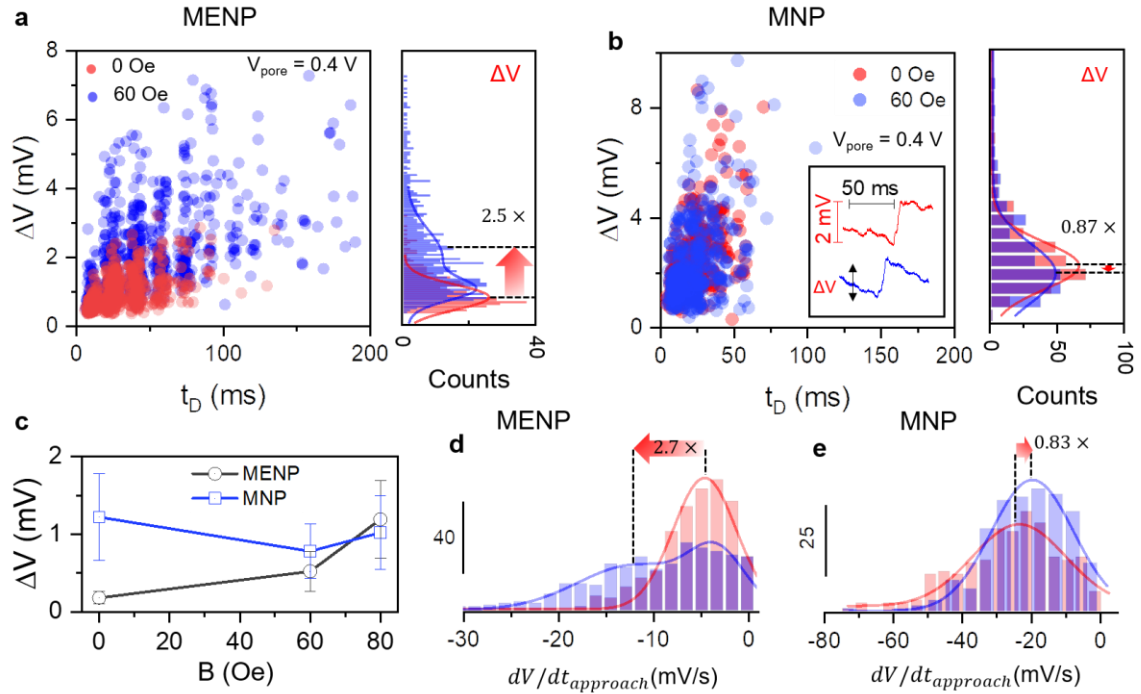 a
MENP
ΔV (mV)
8
6
4
2
0
0 Oe
60 Oe
V_pore = 0.4 V
0
50
100
150
200
t_D (ms)
ΔV
2.5 ×
0
40
Counts
b
MNP
ΔV (mV)
8
4
0
0 Oe
60 Oe
V_pore = 0.4 V
50 ms
2 mV
ΔV
0
50
100
150
200
t_D (ms)
ΔV
0.87 ×
0
50
100
Counts
c
ΔV (mV)
2
1
0
MENP
MNP
0
20
40
60
80
B (Oe)
d
MENP
2.7 ×
40
-30
-20
-10
0
dV/dt_approach(mV/s)
e
MNP
0.83 ×
25
-80
-60
-40
-20
0
dV/dt_approach(mV/s)